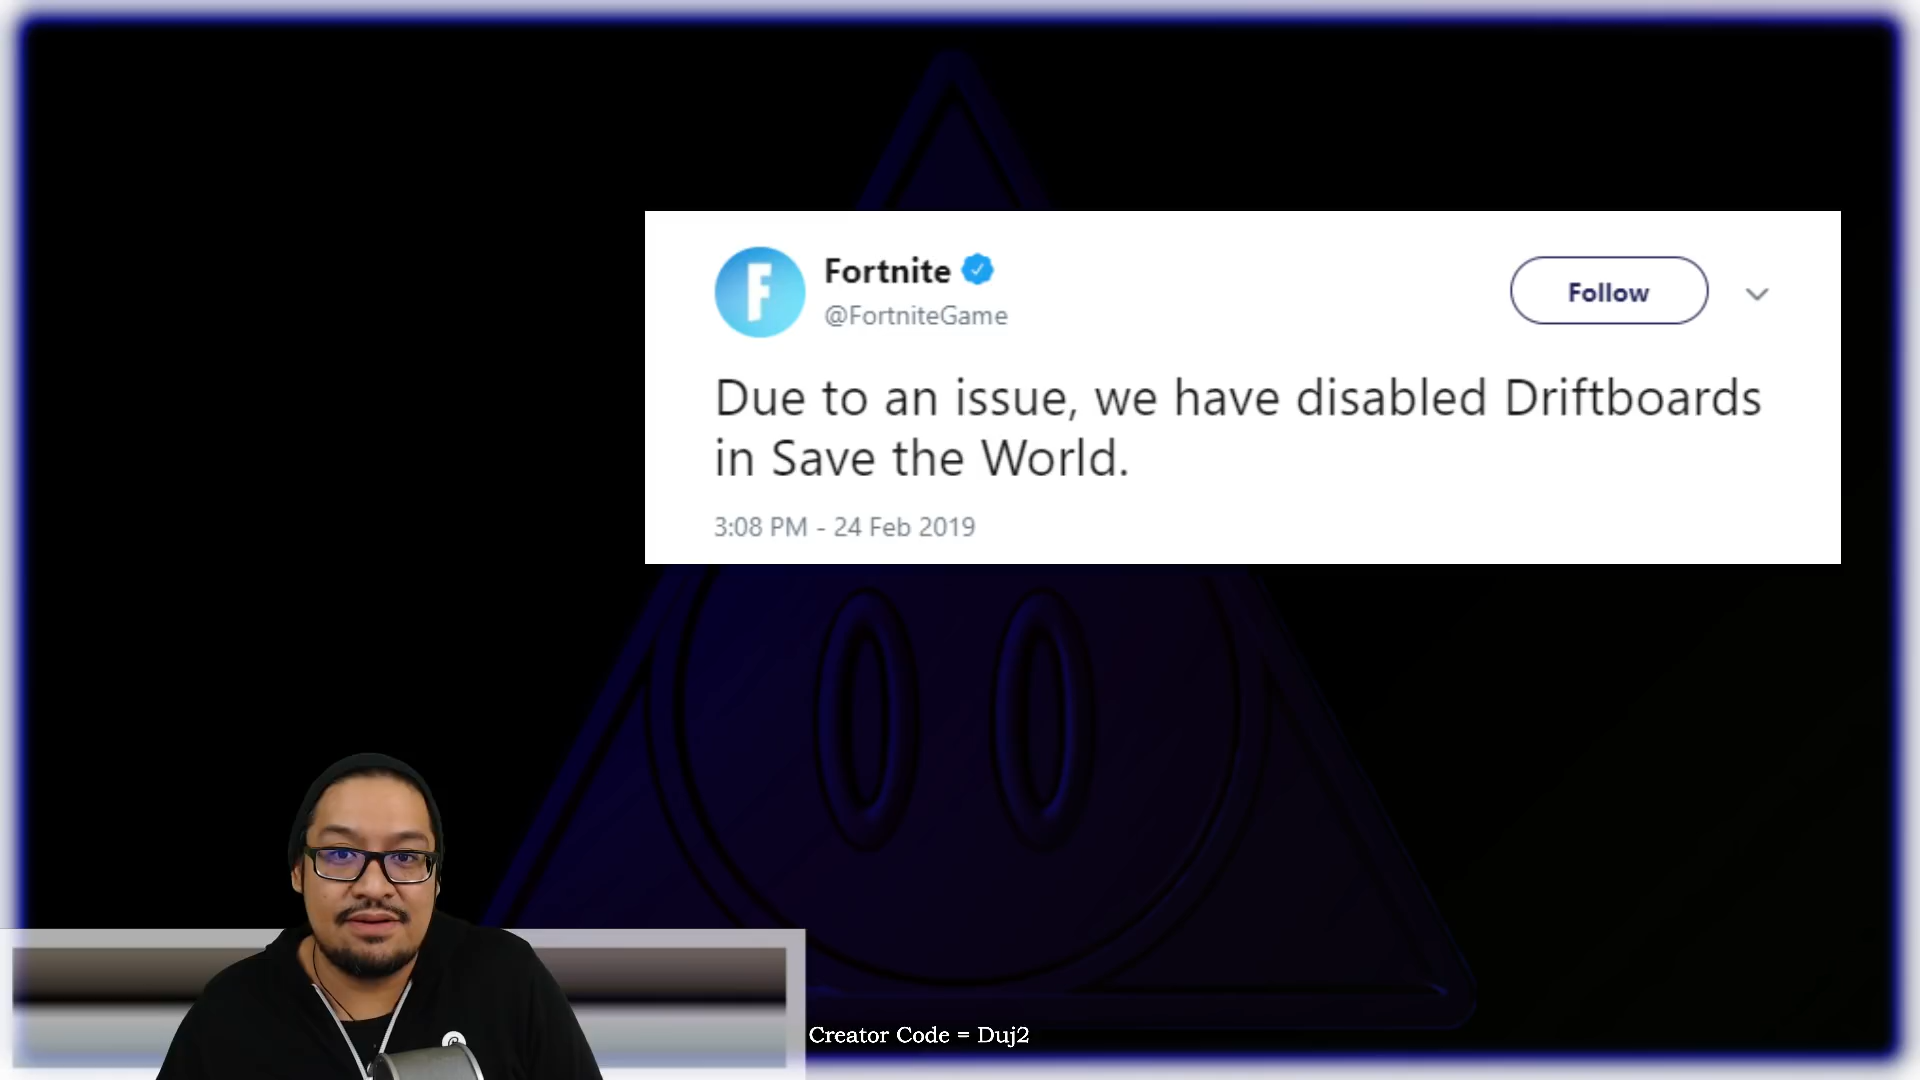 Fortnite
@FortniteGame
Follow
Due to an issue, we have disabled Driftboards
in Save the World.
3:08 PM - 24 Feb 2019
Creator Code = Duj2